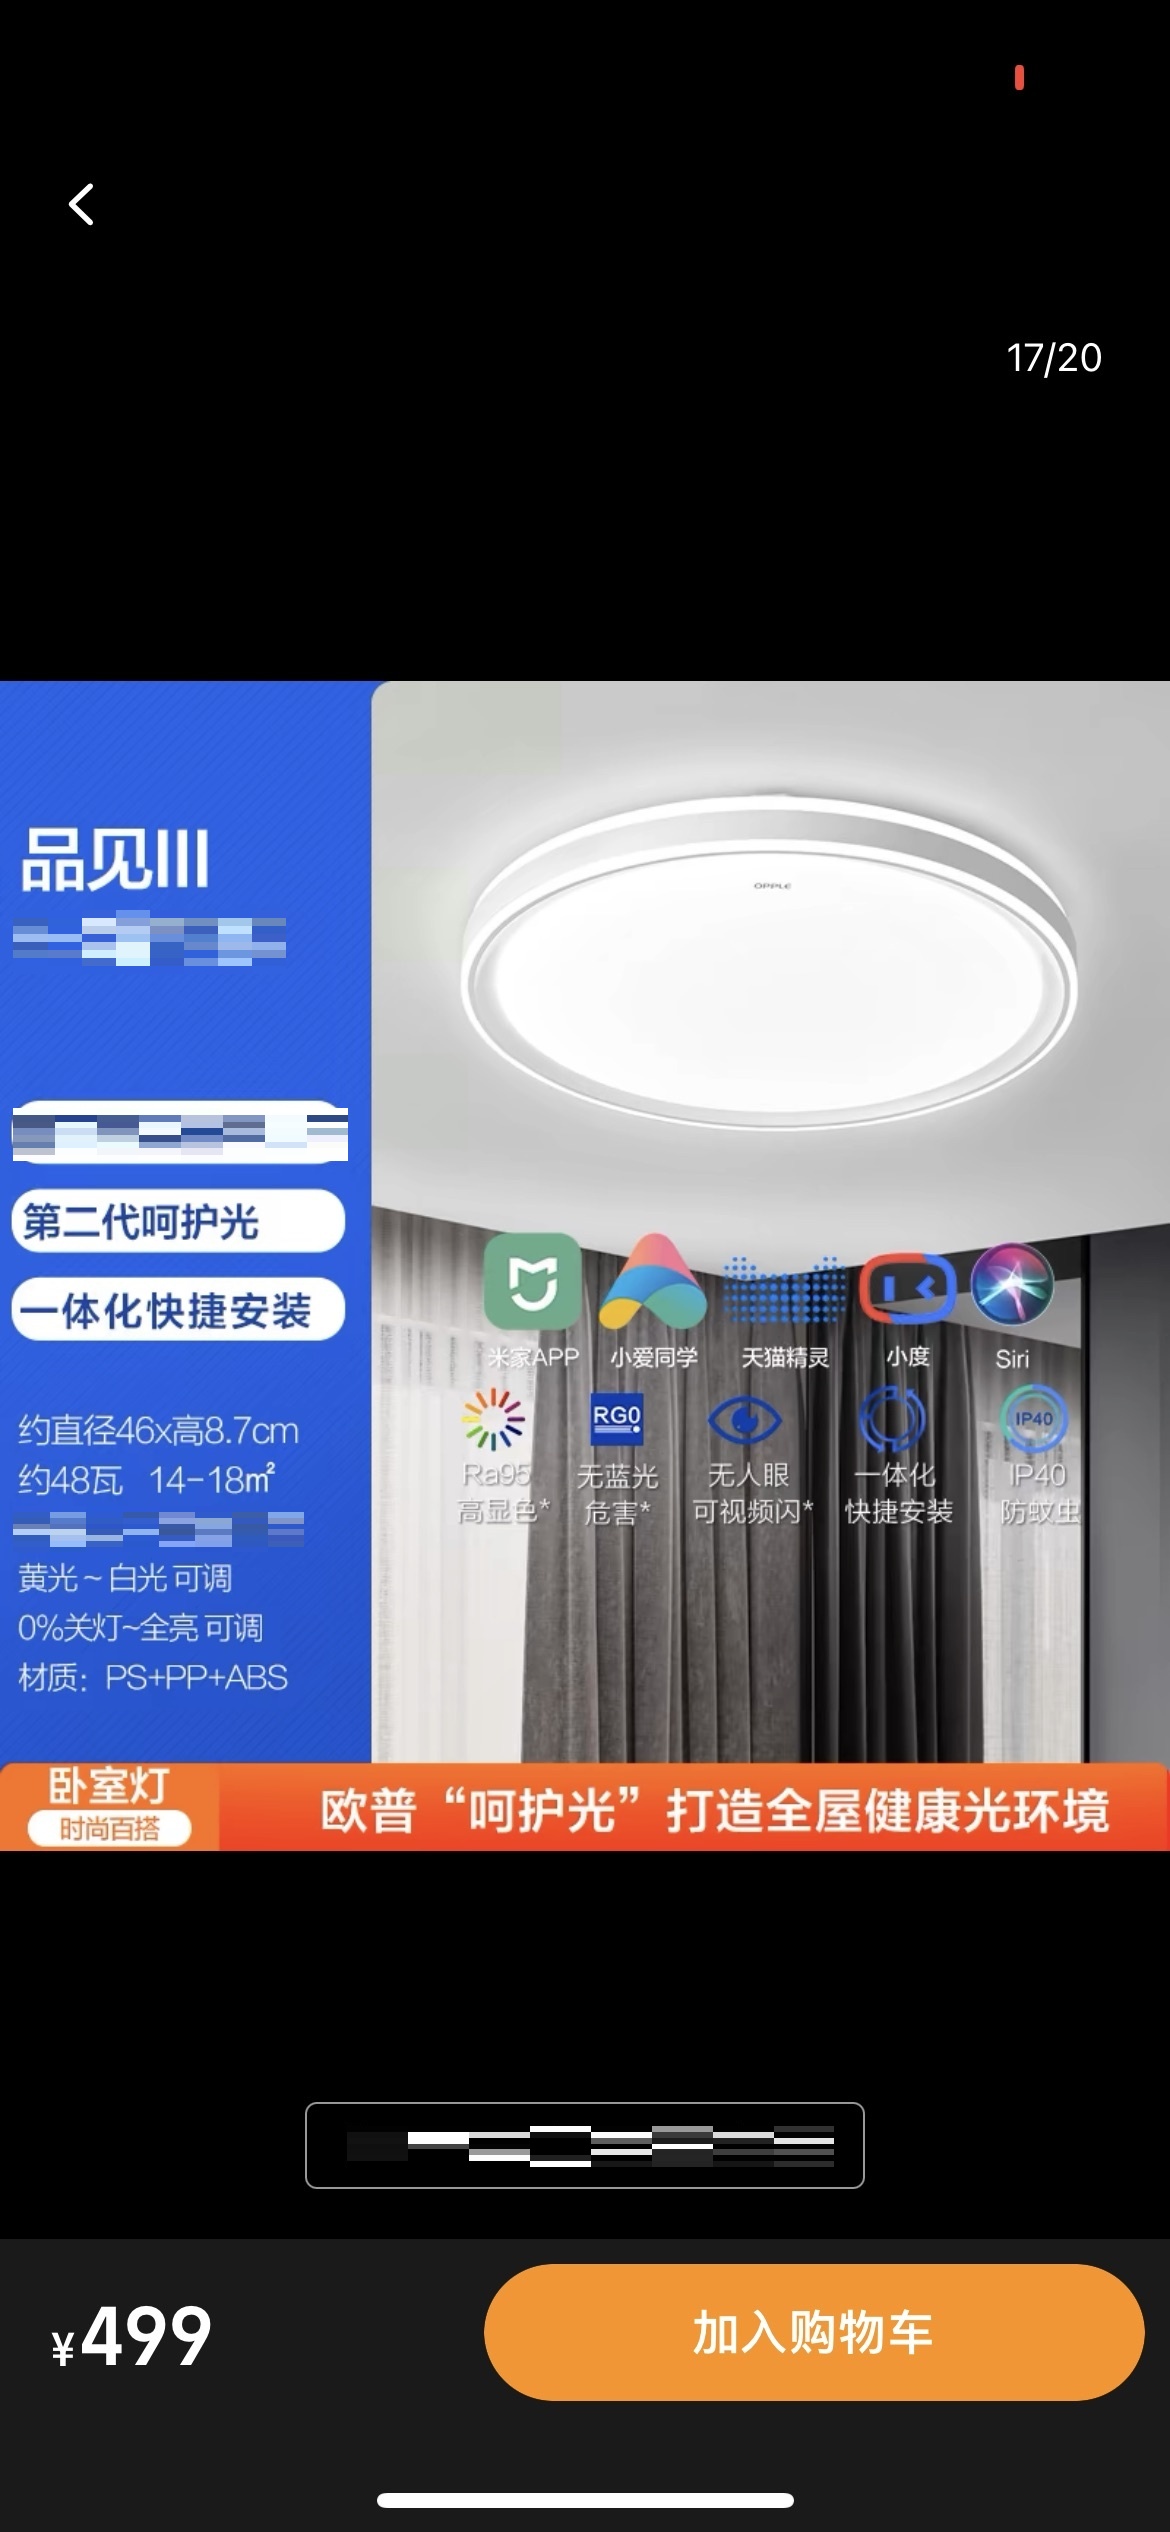 17/20
品见III
OPPLE
第二代呵护光
一体化快捷安装
米家APP 小爱同学 天猫精灵 小度 Siri
RG0
IP40
Ra95 无蓝光 无人眼 一体化 IP40
高显色* 危害* 可视频闪* 快捷安装 防蚊虫
约直径46x高8.7cm
约48瓦 14-18㎡
黄光~白光可调
0%关灯~全亮可调
材质：PS+PP+ABS
卧室灯
时尚百搭
欧普“呵护光”打造全屋健康光环境
¥499
加入购物车